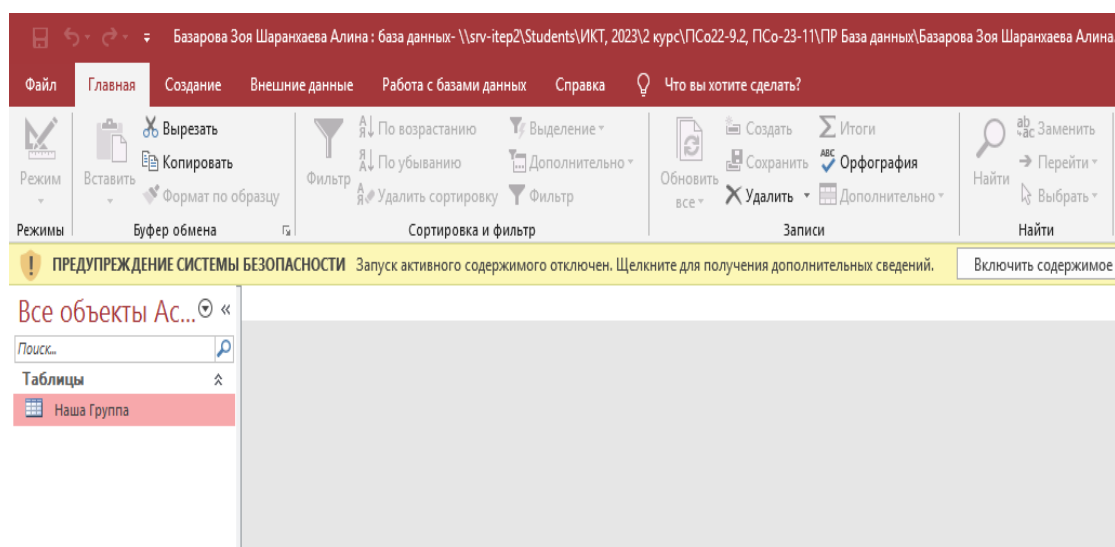 Базарова Зоя Шаранхаева Алина : база данных- \\srv-itep2\Students\ИКТ, 2023\2 курс\ПСо22-9.2, ПСо-23-11\ПР База данных\Базарова Зоя Шаранхаева Алина.
Файл Главная Создание Внешние данные Работа с базами данных Справка Что вы хотите сделать?
Режим
Вставить
Вырезать
Копировать
Формат по образцу
Фильтр
По возрастанию
По убыванию
Удалить сортировку
Выделение
Дополнительно
Фильтр
Обновить
все
Создать
Сохранить
Удалить
Итоги
Орфография
Дополнительно
Найти
Заменить
Перейти
Выбрать
Режимы Буфер обмена Сортировка и фильтр Записи Найти
ПРЕДУПРЕЖДЕНИЕ СИСТЕМЫ БЕЗОПАСНОСТИ Запуск активного содержимого отключен. Щелкните для получения дополнительных сведений. Включить содержимое
Все объекты Ac...
Поиск...
Таблицы
Наша Группа